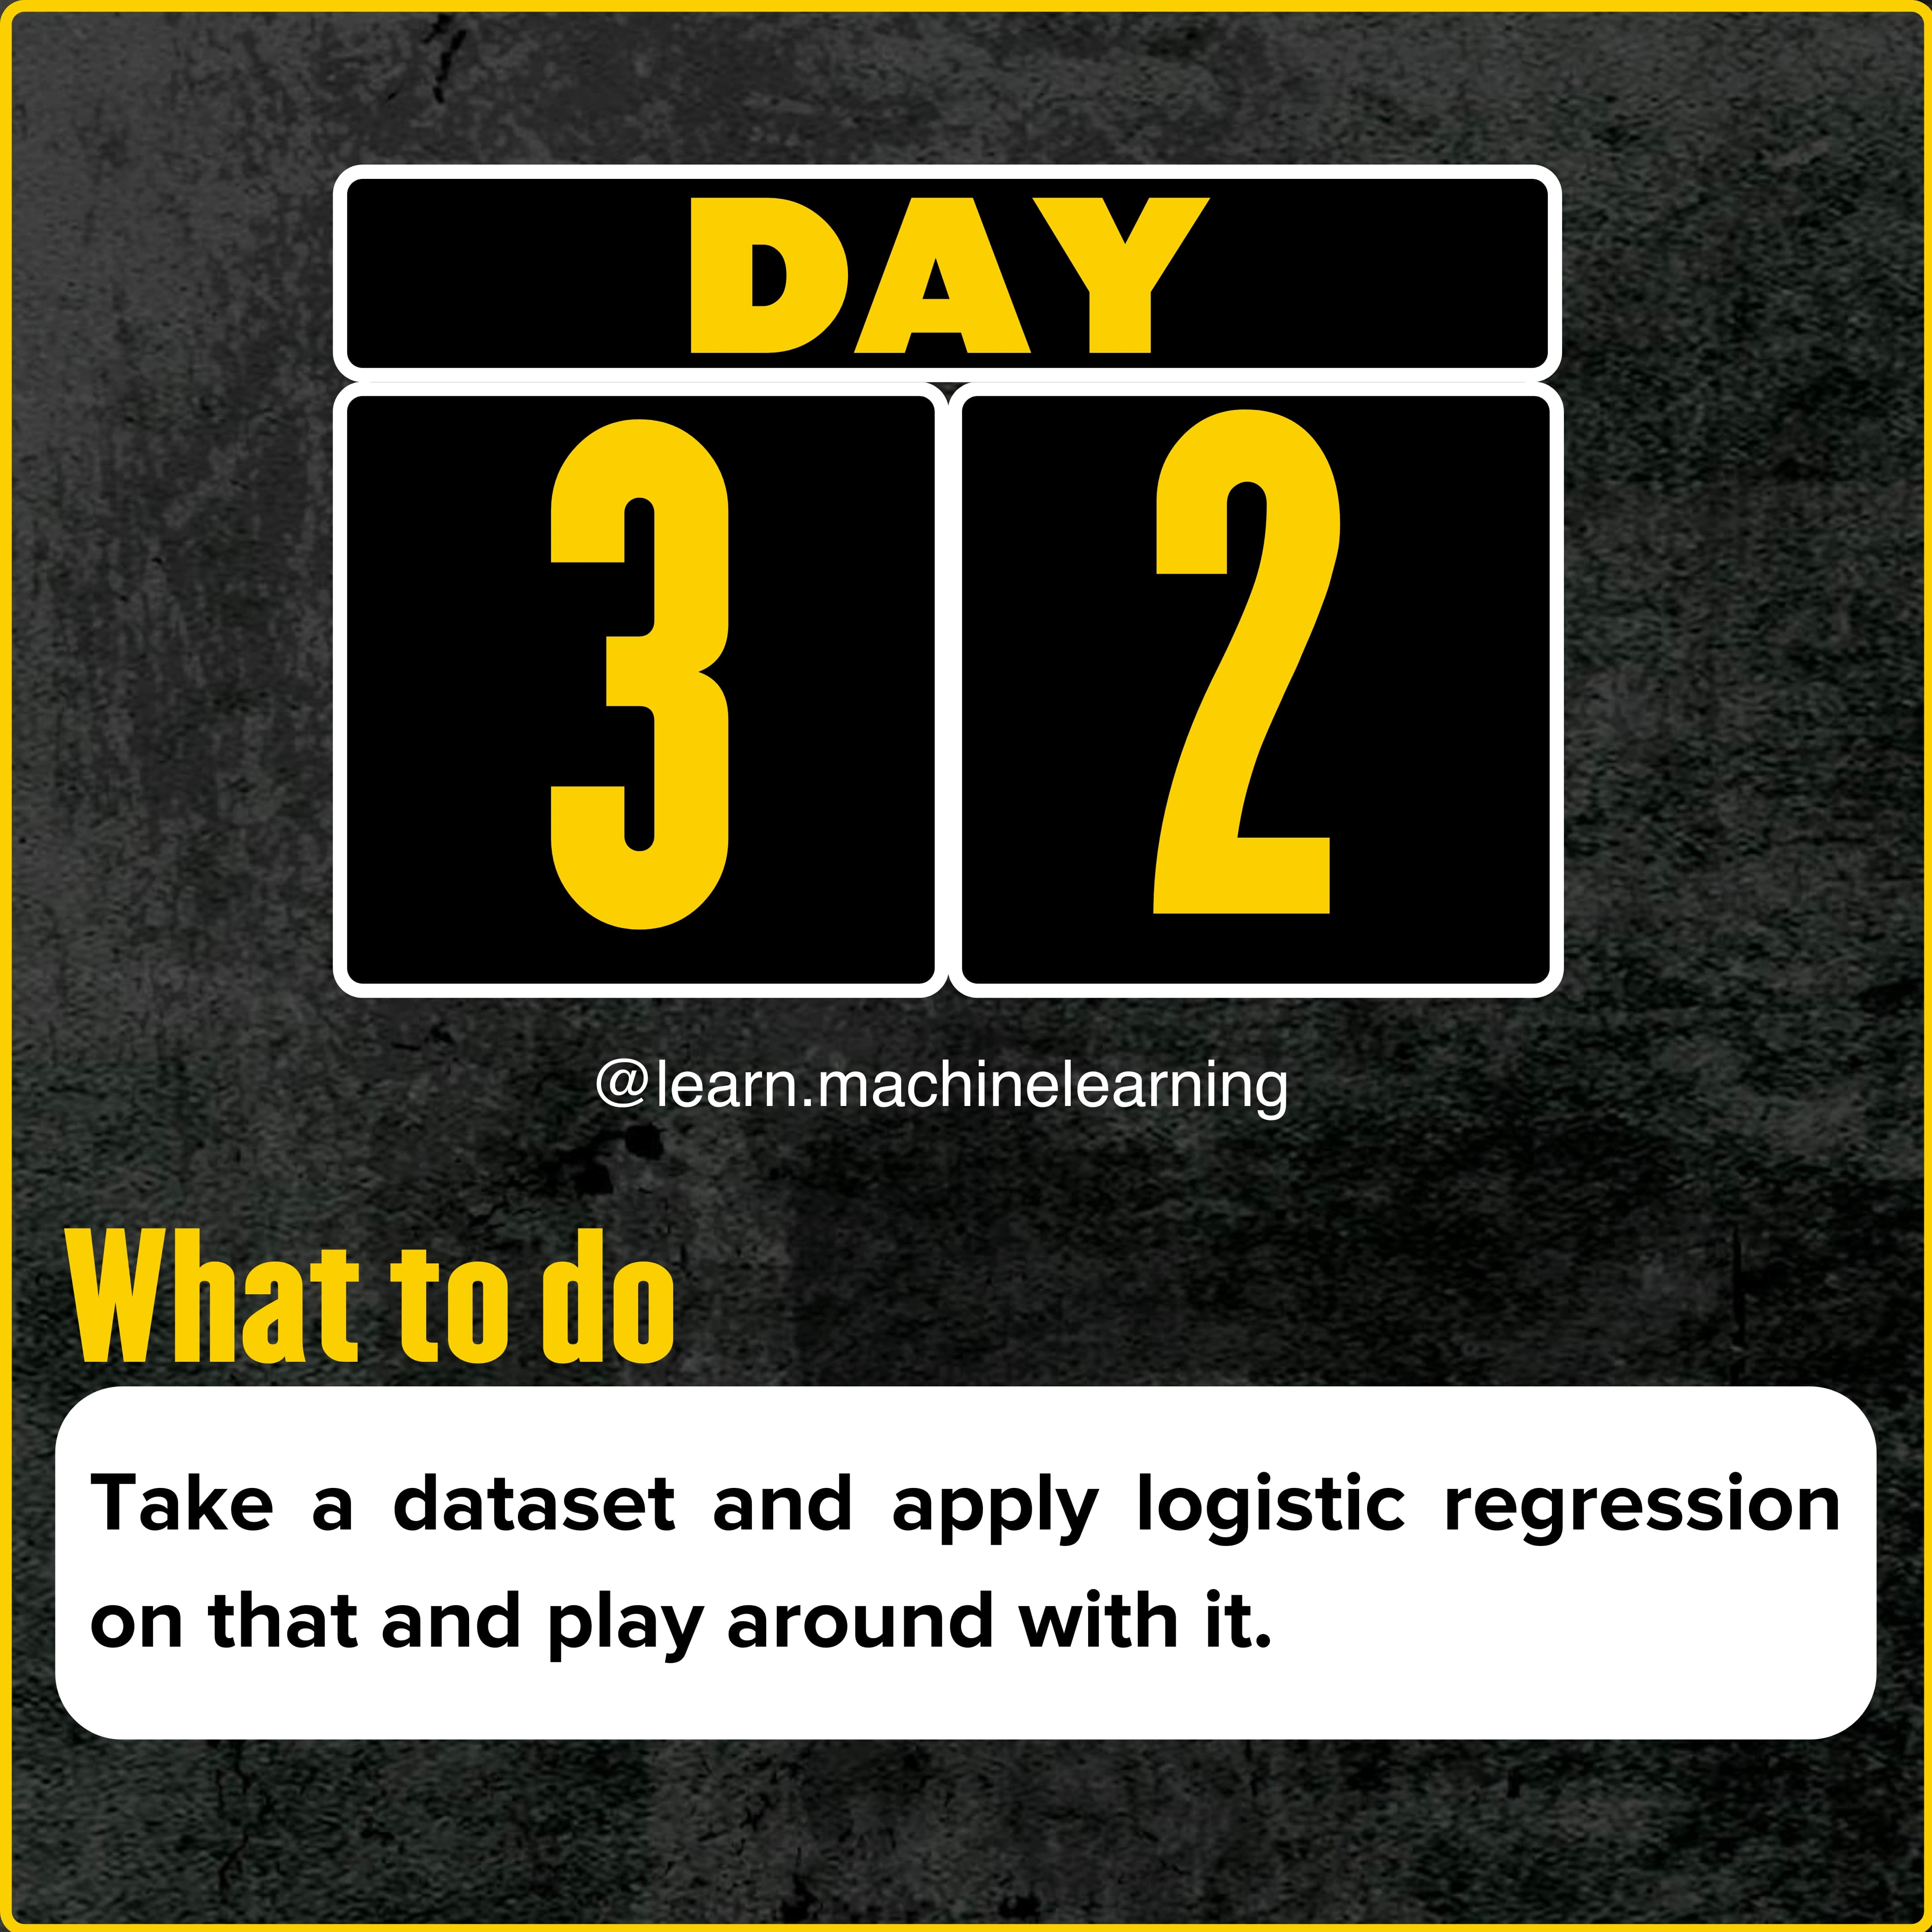 DAY
3 2
@learn.machinelearning
What to do
Take a dataset and apply logistic regression
on that and play around with it.